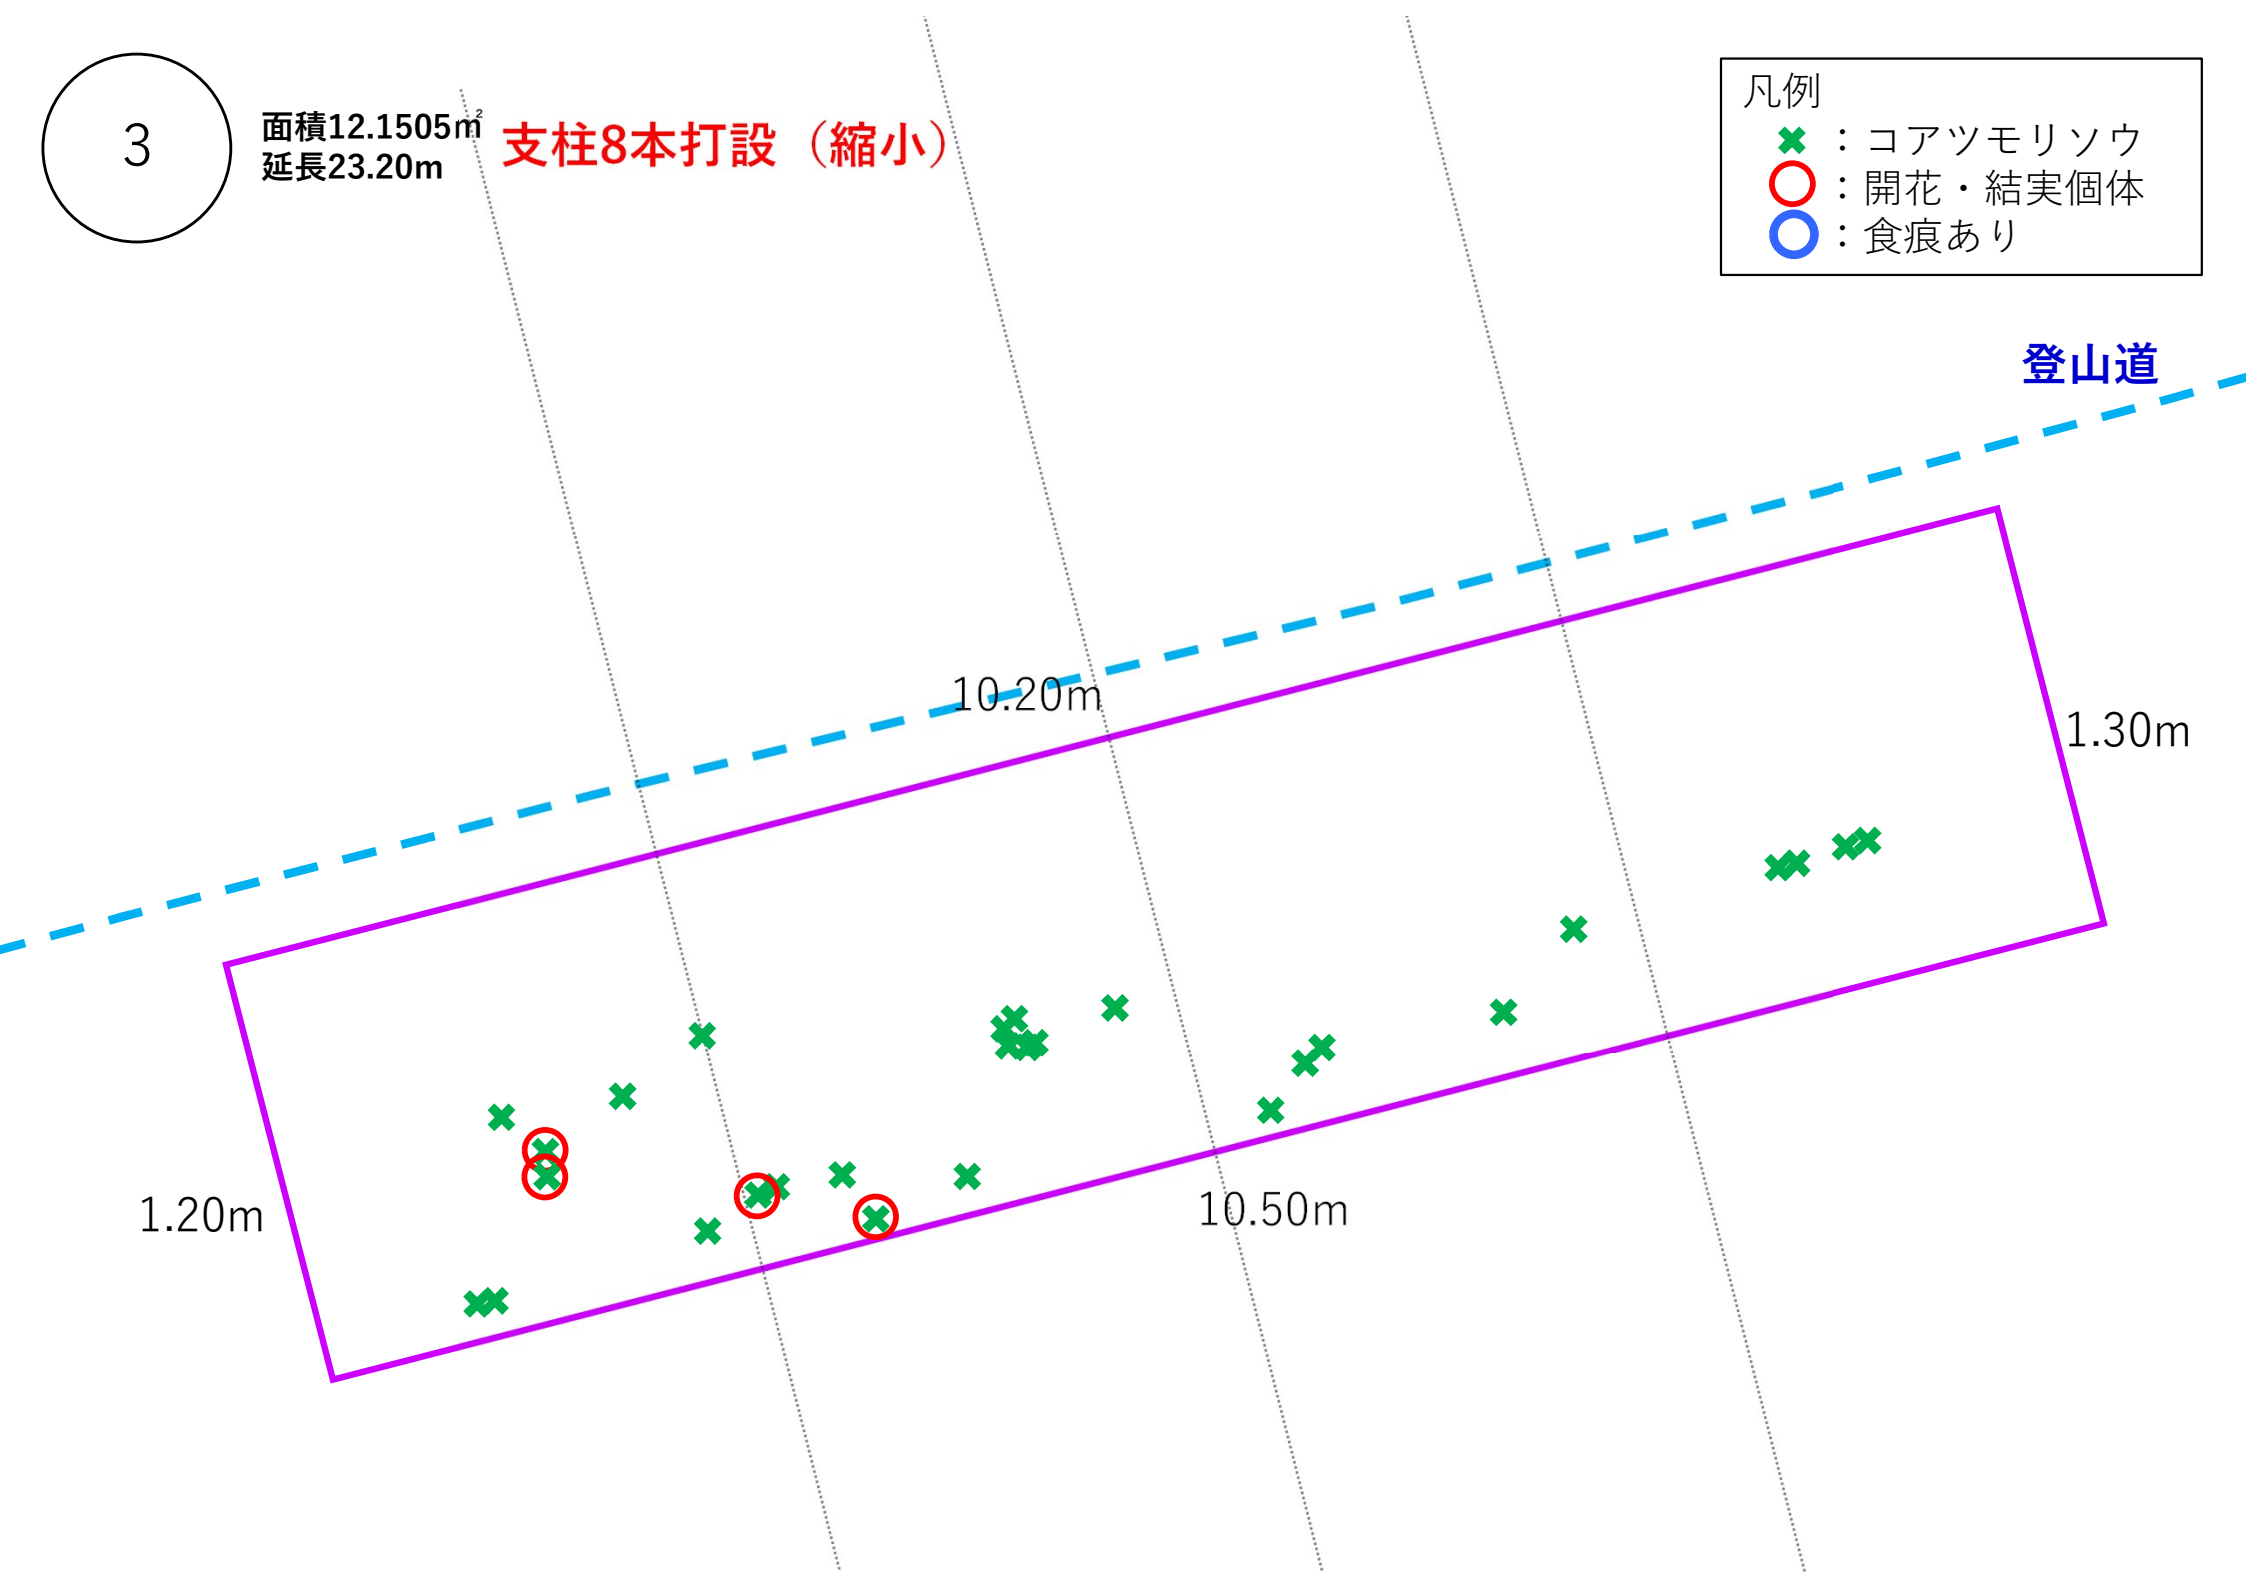 3
面積12.1505㎡
延長23.20m
支柱8本打設（縮小）
凡例
：コアツモリソウ
：開花・結実個体
：食痕あり
登山道
10.20m
1.30m
1.20m
10.50m